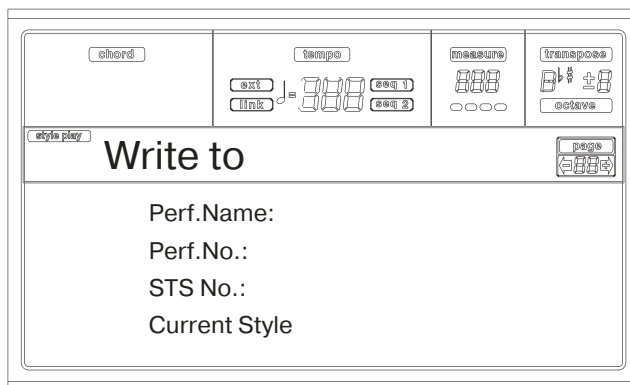 chord
tempo
measure
transpose
ext
seq 1
link
seq 2
octave
style play
Write to
page
Perf.Name:
Perf.No.:
STS No.:
Current Style